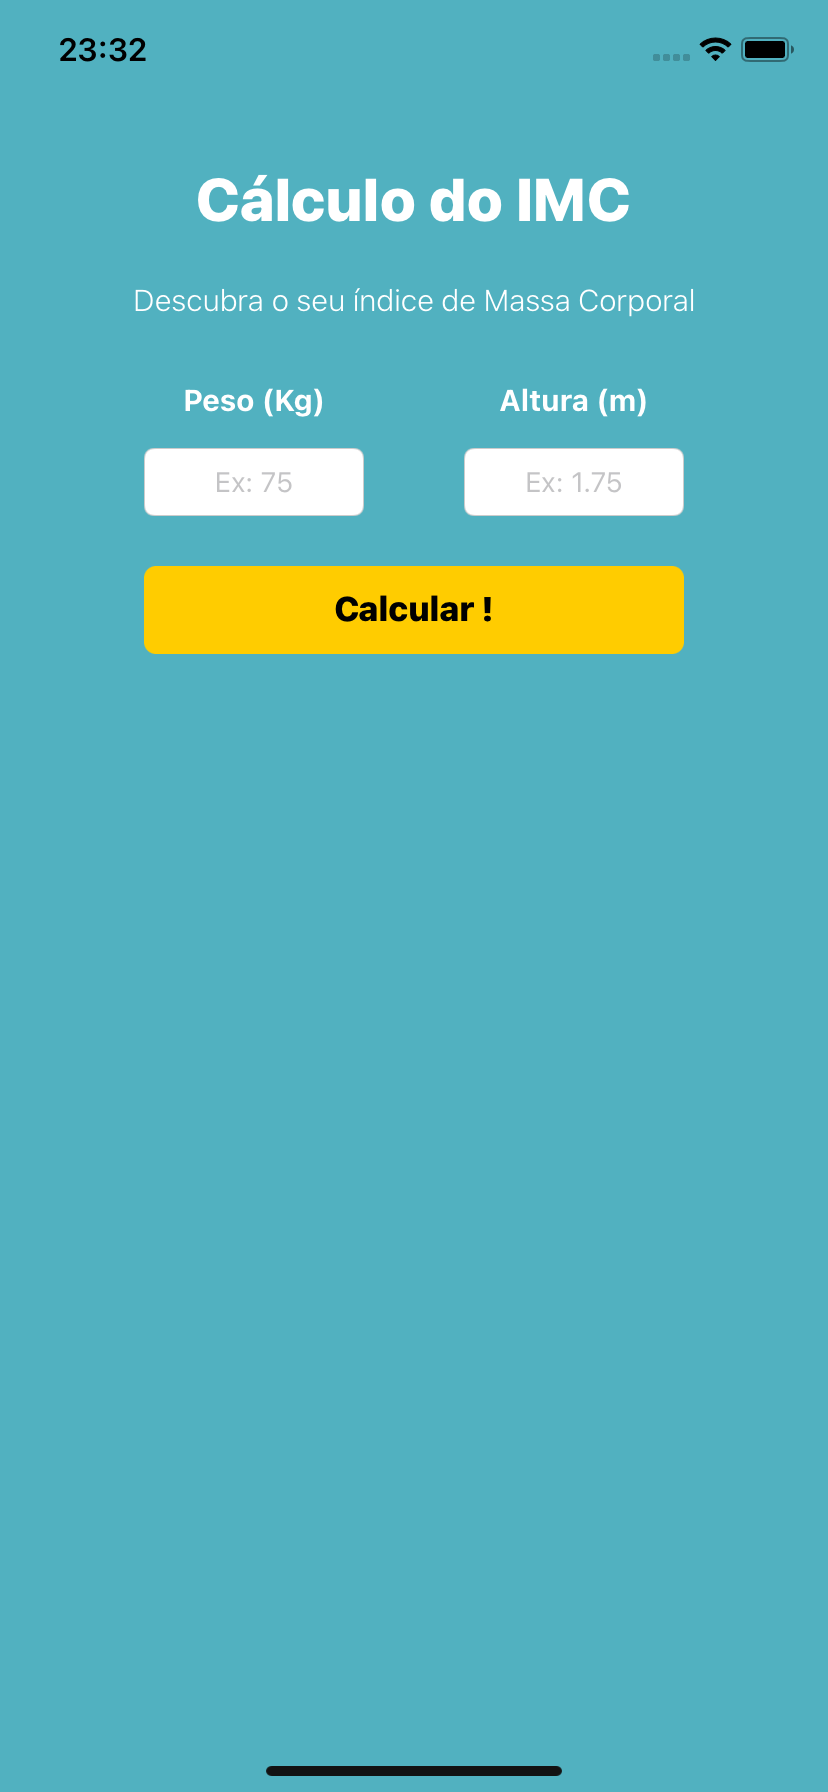 23:32
Cálculo do IMC
Descubra o seu índice de Massa Corporal
Peso (Kg) Altura (m)
Ex: 75 Ex: 1.75
Calcular !